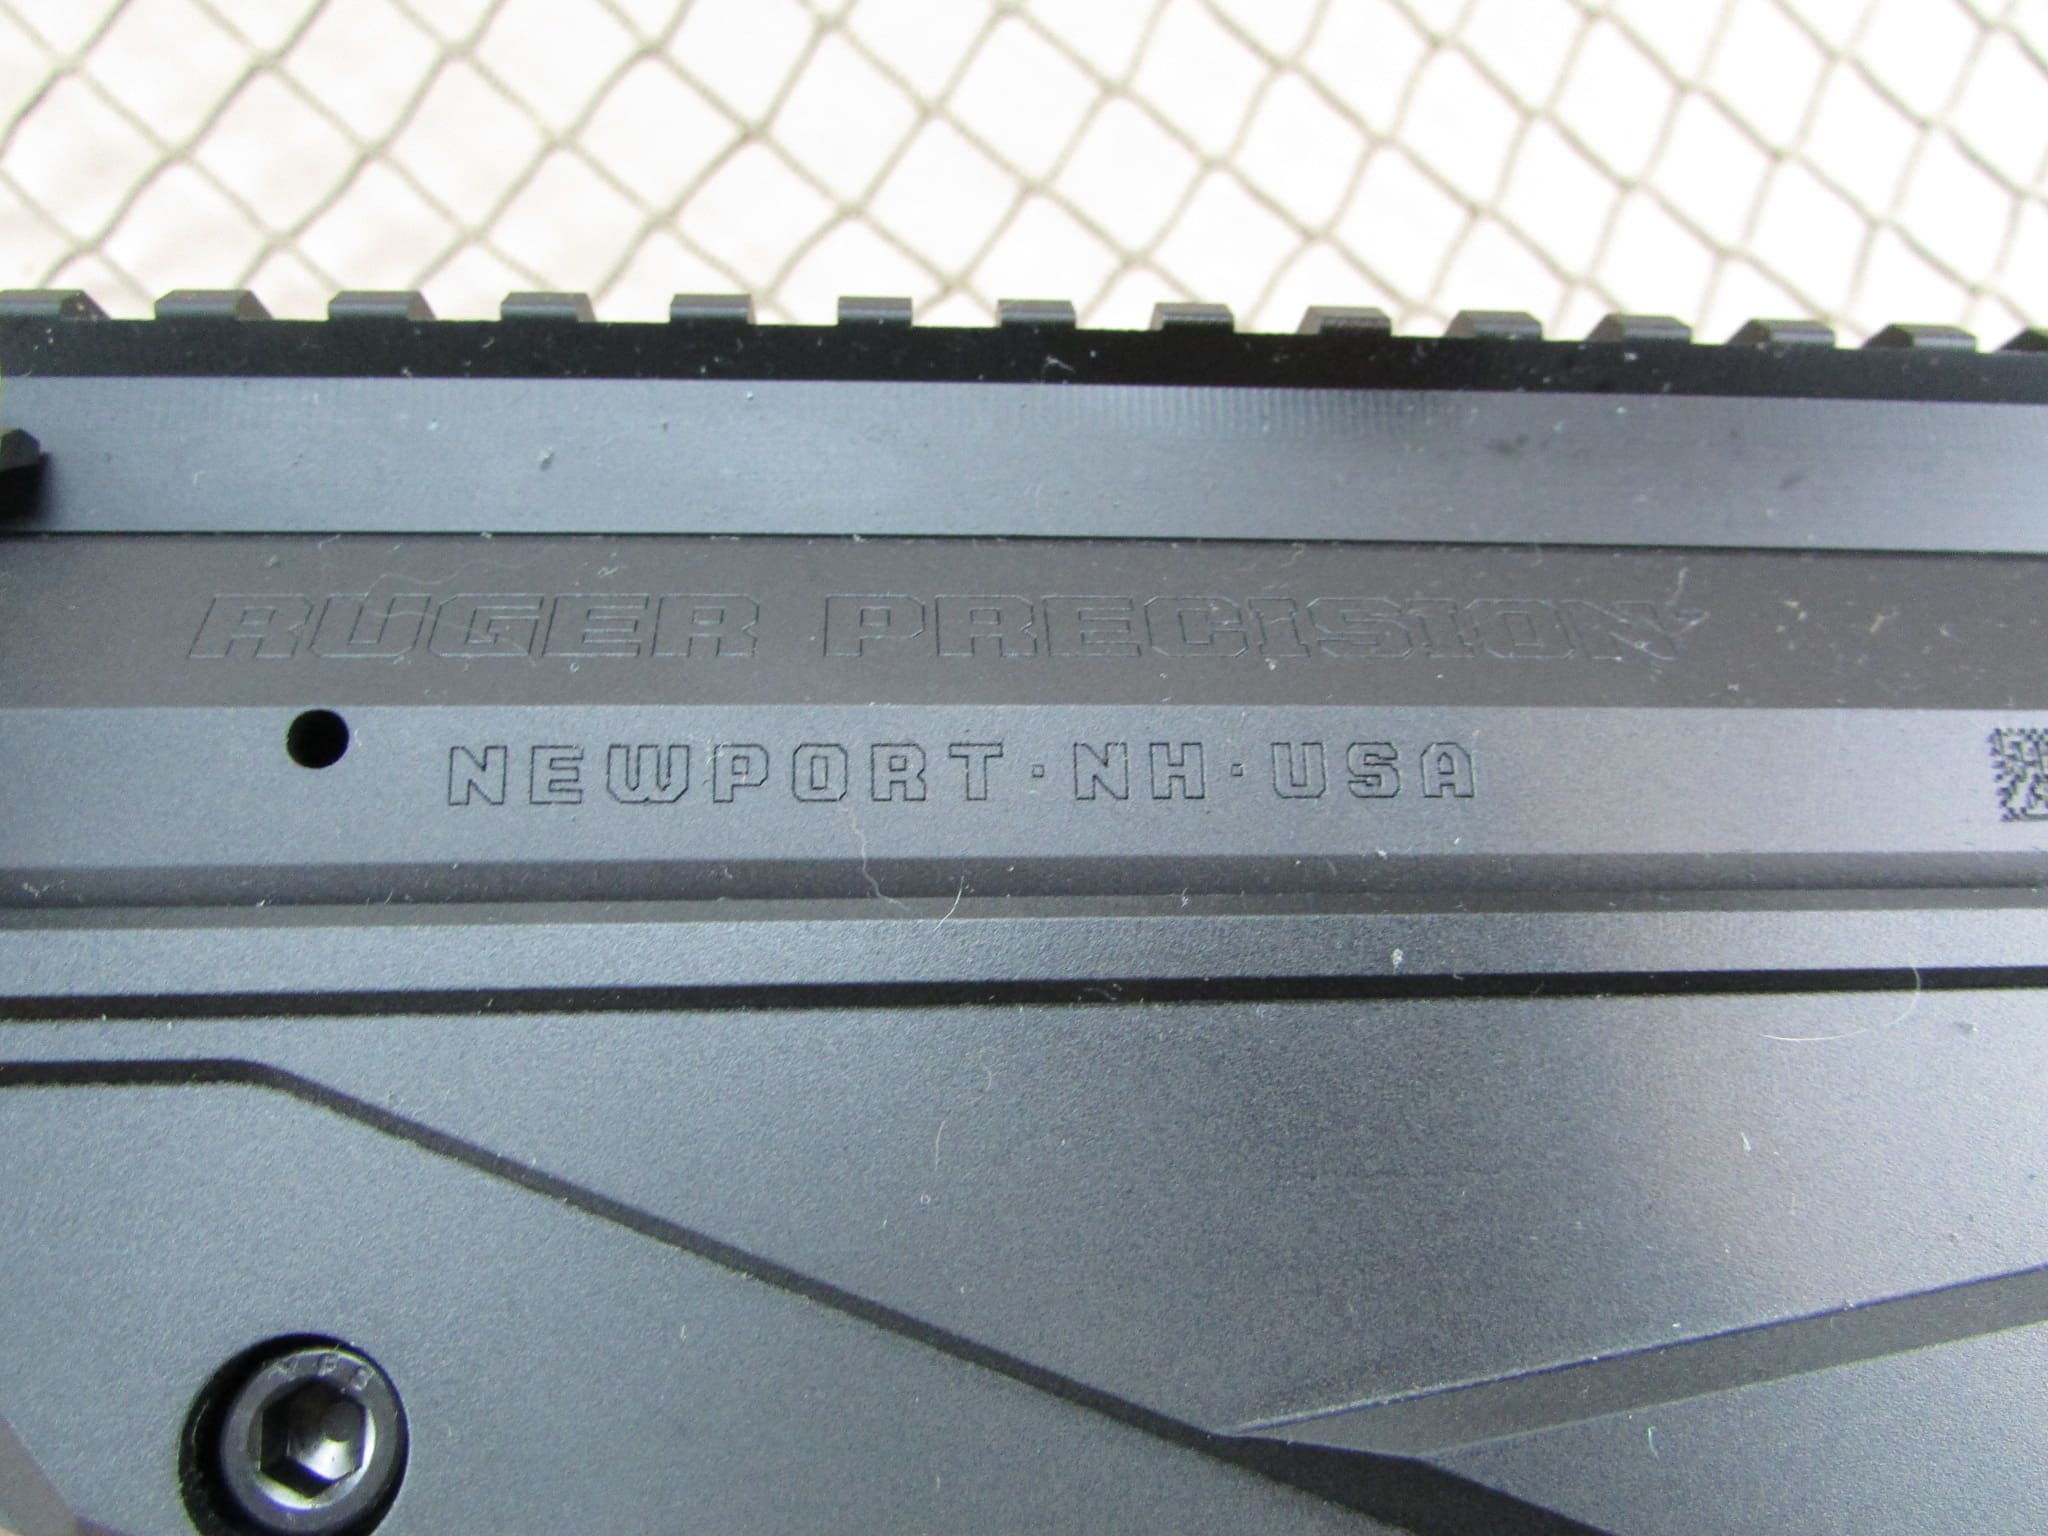 RUGER PRECISION
NEWPORT · NH · USA